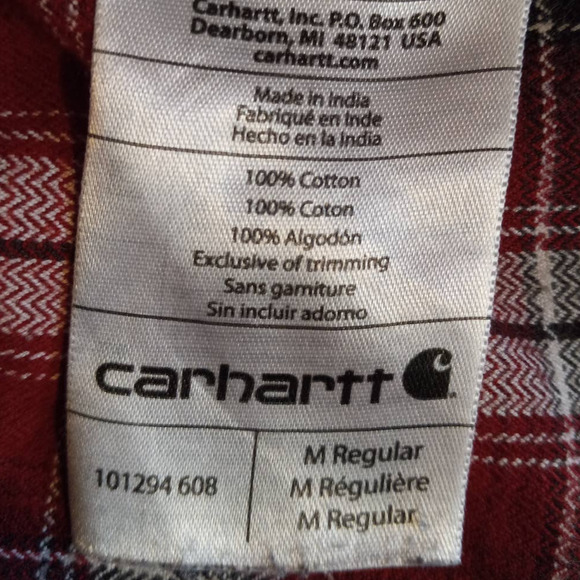 Carhartt, Inc. P.O. Box 600
Dearborn, MI 48121 USA
carhartt.com
Made in India
Fabriqué en Inde
Hecho en la India
100% Cotton
100% Coton
100% Algodón
Exclusive of trimming
Sans garniture
Sin incluir adorno
carhartt
101294 608
M Regular
M Régulière
M Regular